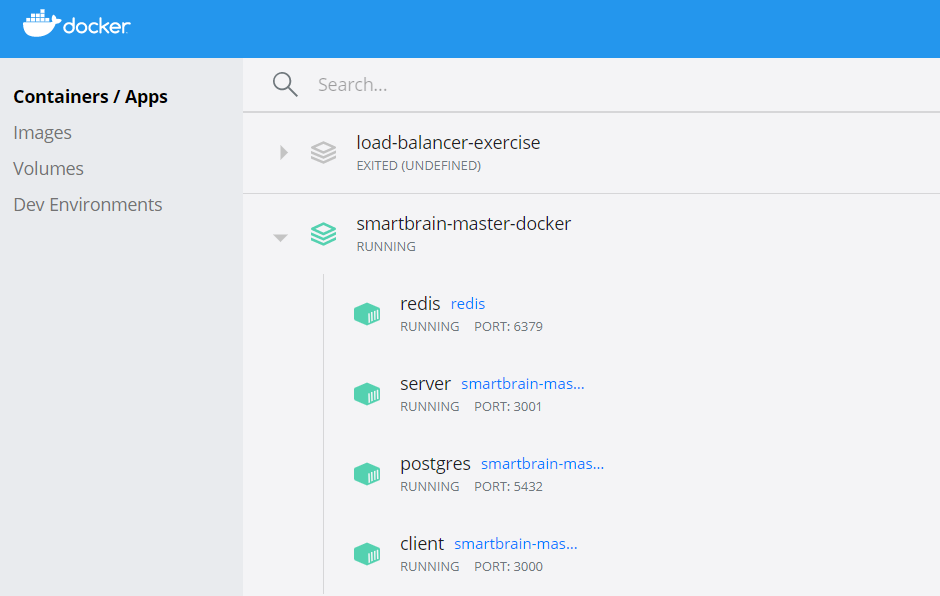 docker
Containers / Apps
Images
Volumes
Dev Environments
Search...
load-balancer-exercise
EXITED (UNDEFINED)
smartbrain-master-docker
RUNNING
redis redis
RUNNING PORT: 6379
server smartbrain-mas...
RUNNING PORT: 3001
postgres smartbrain-mas...
RUNNING PORT: 5432
client smartbrain-mas...
RUNNING PORT: 3000